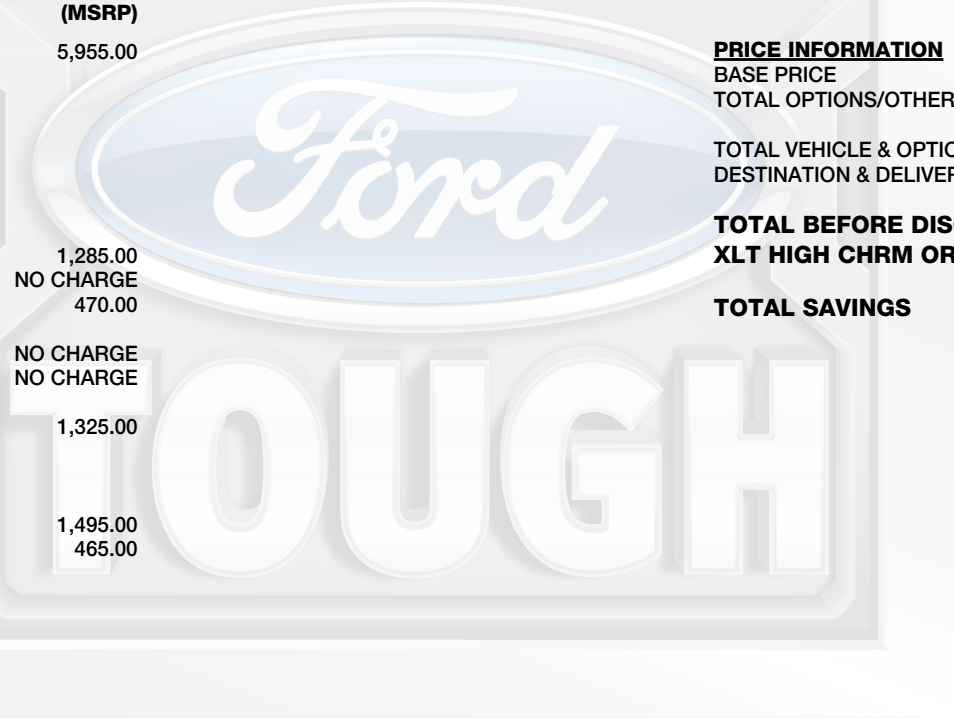 (MSRP)
5,955.00
1,285.00
NO CHARGE
470.00
NO CHARGE
NO CHARGE
1,325.00
1,495.00
465.00
PRICE INFORMATION
BASE PRICE
TOTAL OPTIONS/OTHER
TOTAL VEHICLE & OPTIO
DESTINATION & DELIVER
TOTAL BEFORE DIS
XLT HIGH CHRM OR
TOTAL SAVINGS
Ford
TOUGH